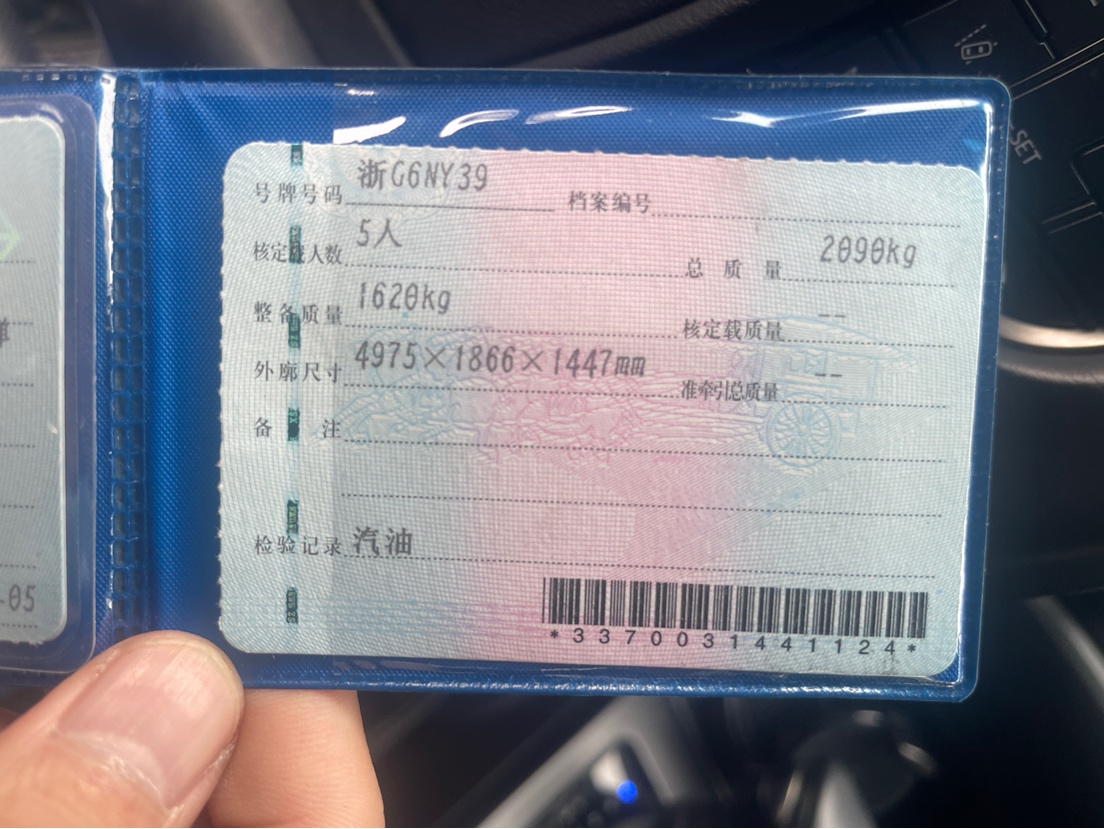 号牌号码 浙G6NY39 档案编号
核定载人数 5人 总质量 2090kg
整备质量 1620kg 核定载质量 --
外廓尺寸 4975×1866×1447mm 准牵引总质量 --
备注
检验记录 汽油
*3370031441124*
-05
SET